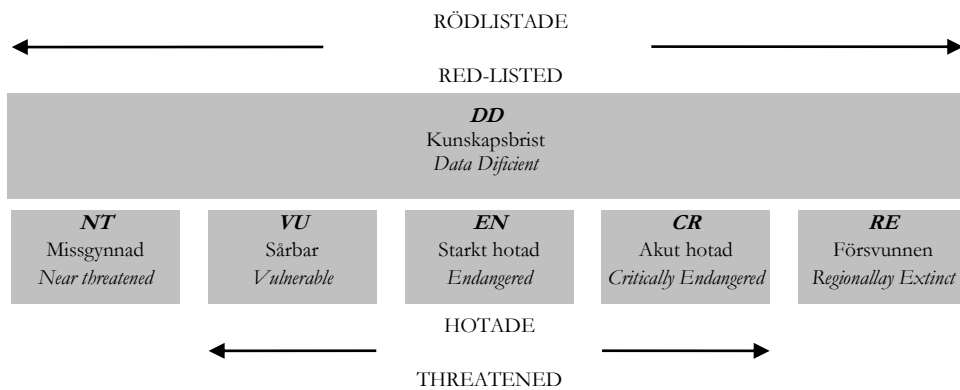 RÖDLISTADE
RED-LISTED
DD
Kunskapsbrist
Data Dificient
NT
Missgynnad
Near threatened
VU
Sårbar
Vulnerable
EN
Starkt hotad
Endangered
CR
Akut hotad
Critically Endangered
RE
Försvunnen
Regionallay Extinct
HOTADE
THREATENED